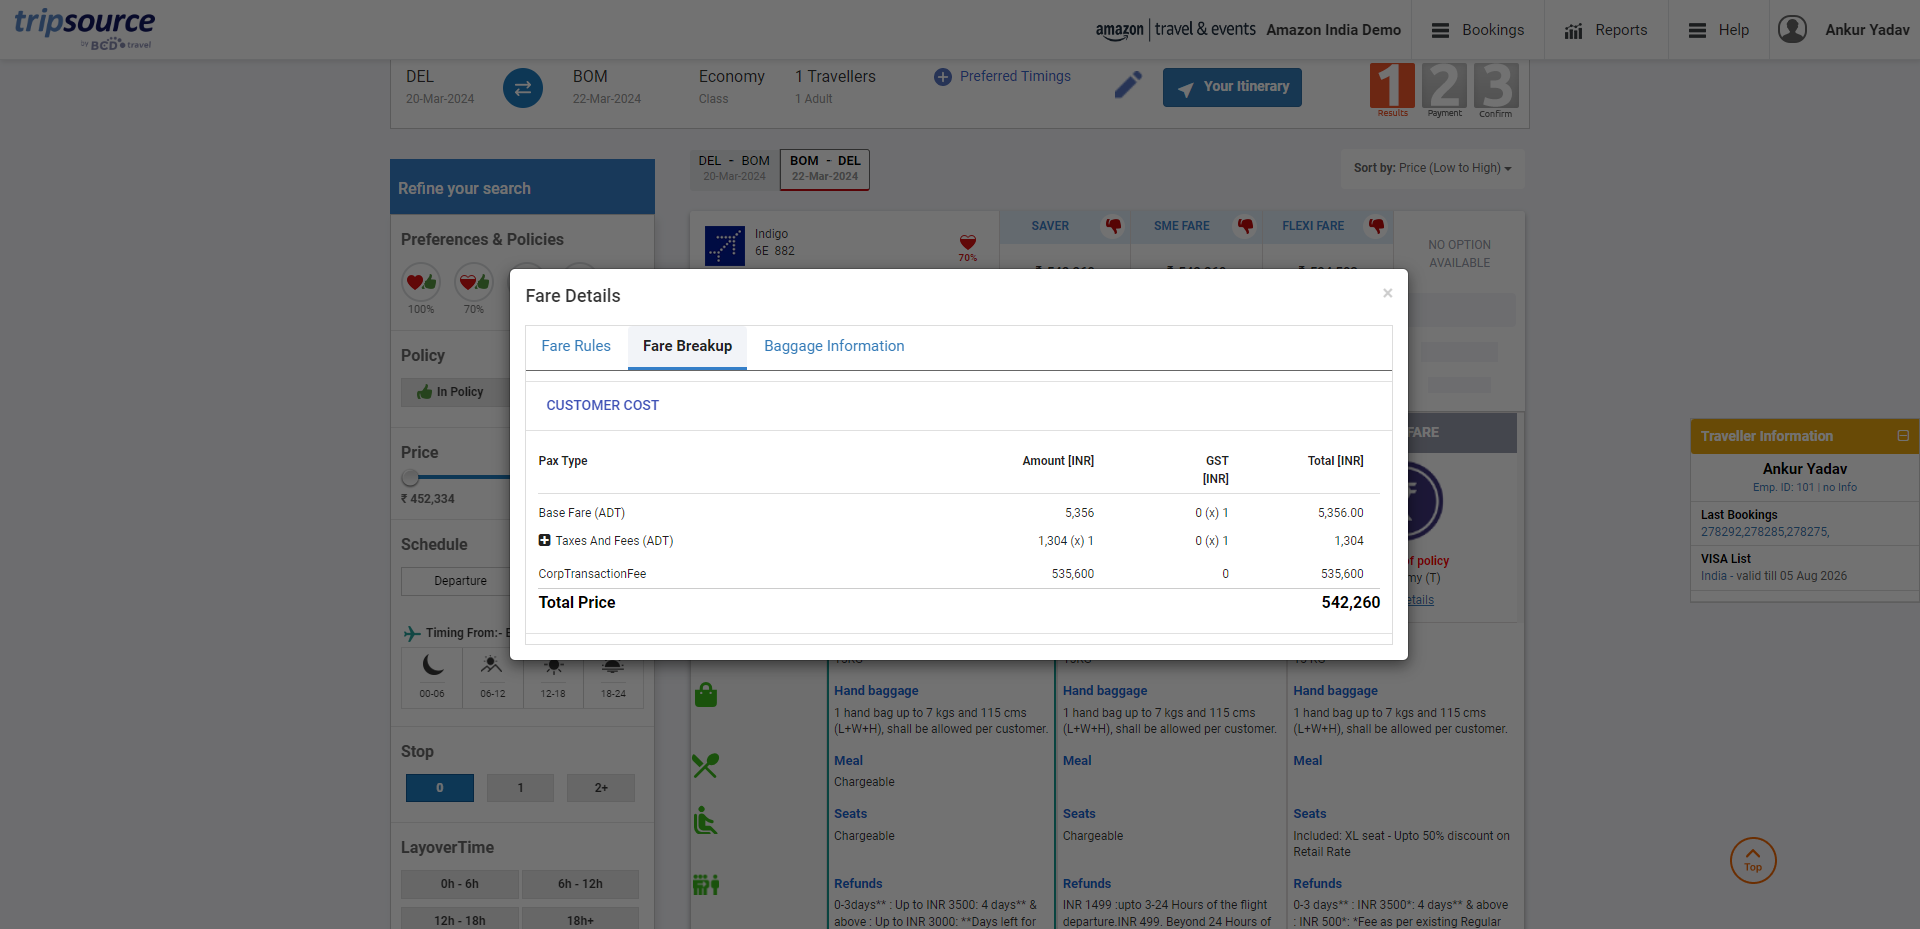 tripsource
by BCD travel
amazon | travel & events Amazon India Demo
Bookings
Reports
Help
Ankur Yadav
DEL
20-Mar-2024
BOM
22-Mar-2024
Economy
Class
1 Travellers
1 Adult
Preferred Timings
Your Itinerary
1 2 3
Results Payment Confirm
DEL - BOM
20-Mar-2024
BOM - DEL
22-Mar-2024
Sort by: Price (Low to High)
Refine your search
Preferences & Policies
100%
70%
Policy
In Policy
Price
₹ 452,334
Schedule
Departure
Timing From:-
00-06
06-12
12-18
18-24
Stop
0
1
2+
LayoverTime
0h - 6h
6h - 12h
12h - 18h
18h+
Indigo
6E 882
70%
SAVER
SME FARE
FLEXI FARE
NO OPTION
AVAILABLE
Fare Details
×
Fare Rules
Fare Breakup
Baggage Information
CUSTOMER COST
Pax Type Amount [INR] GST [INR] Total [INR]
Base Fare (ADT) 5,356 0 (x) 1 5,356.00
Taxes And Fees (ADT) 1,304 (x) 1 0 (x) 1 1,304
CorpTransactionFee 535,600 0 535,600
Total Price 542,260
FARE
policy
(T)
Hand baggage
1 hand bag up to 7 kgs and 115 cms
(L+W+H), shall be allowed per customer.
Meal
Chargeable
Seats
Chargeable
Refunds
0-3days** : Up to INR 3500: 4 days** &
above : Up to INR 3000: **Days left for
Hand baggage
1 hand bag up to 7 kgs and 115 cms
(L+W+H), shall be allowed per customer.
Meal
Seats
Chargeable
Refunds
INR 1499 :upto 3-24 Hours of the flight
departure.INR 499. Beyond 24 Hours of
Hand baggage
1 hand bag up to 7 kgs and 115 cms
(L+W+H), shall be allowed per customer.
Meal
Seats
Included: XL seat - Upto 50% discount on
Retail Rate
Refunds
0-3 days** : INR 3500*: 4 days** & above
: INR 500*: *Fee as per existing Regular
Traveller Information
Ankur Yadav
Emp. ID: 101 | no Info
Last Bookings
278292,278285,278275,
VISA List
India - valid till 05 Aug 2026
Top